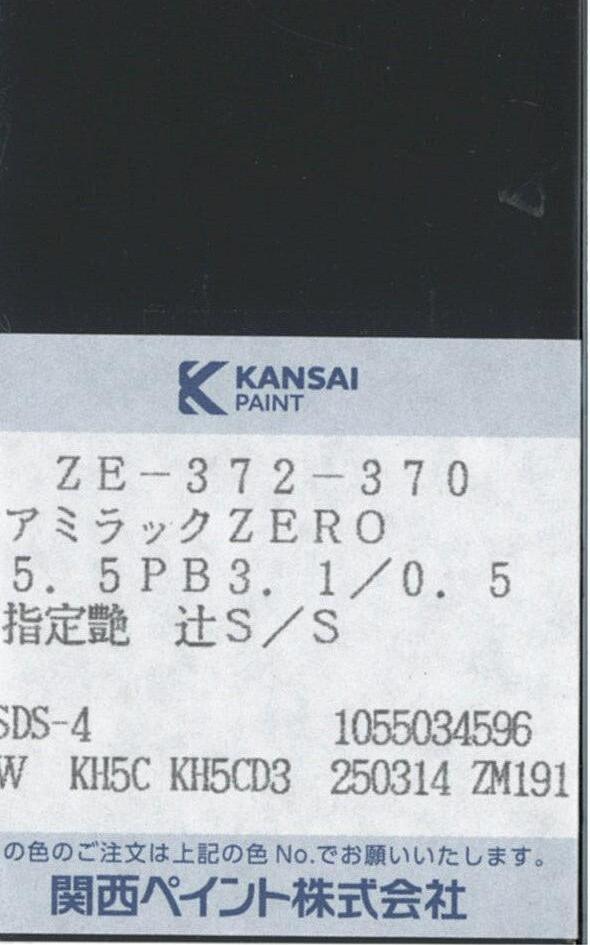 KANSAI
PAINT
ZE-372-370
アミラックZERO
5.5PB3.1/0.5
指定艶 辻S/S
SDS-4 1055034596
W KH5C KH5CD3 250314 ZM191
の色のご注文は上記の色No.でお願いいたします。
関西ペイント株式会社